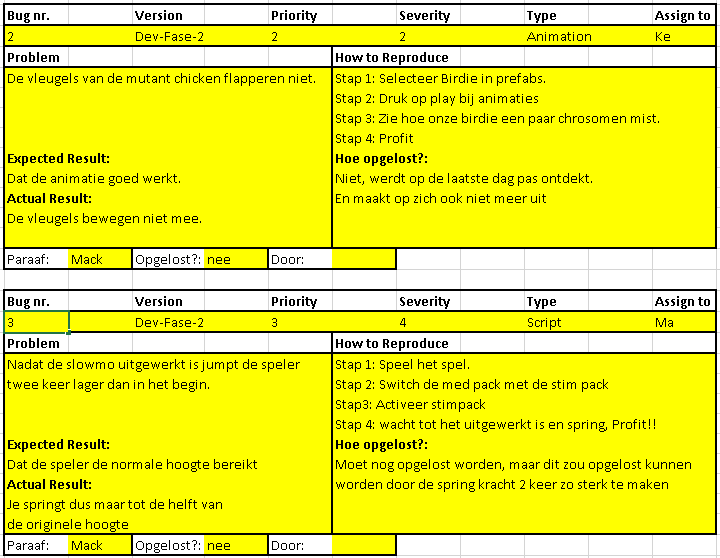 Bug nr. Version Priority Severity Type Assign to
2 Dev-Fase-2 2 2 Animation Ke
Problem How to Reproduce
De vleugels van de mutant chicken flapperen niet. Stap 1: Selecteer Birdie in prefabs.
Stap 2: Druk op play bij animaties
Stap 3: Zie hoe onze birdie een paar chrosomen mist.
Stap 4: Profit
Expected Result: Hoe opgelost?:
Dat de animatie goed werkt. Niet, werdt op de laatste dag pas ontdekt.
Actual Result: En maakt op zich ook niet meer uit
De vleugels bewegen niet mee.
Paraaf: Mack Opgelost?: nee Door:
Bug nr. Version Priority Severity Type Assign to
3 Dev-Fase-2 3 4 Script Ma
Problem How to Reproduce
Nadat de slowmo uitgewerkt is jumpt de speler Stap 1: Speel het spel.
twee keer lager dan in het begin. Stap 2: Switch de med pack met de stim pack
Stap3: Activeer stimpack
Stap 4: wacht tot het uitgewerkt is en spring, Profit!!
Expected Result: Hoe opgelost?:
Dat de speler de normale hoogte bereikt Moet nog opgelost worden, maar dit zou opgelost kunnen
Actual Result: worden door de spring kracht 2 keer zo sterk te maken
Je springt dus maar tot de helft van
de originele hoogte
Paraaf: Mack Opgelost?: nee Door: